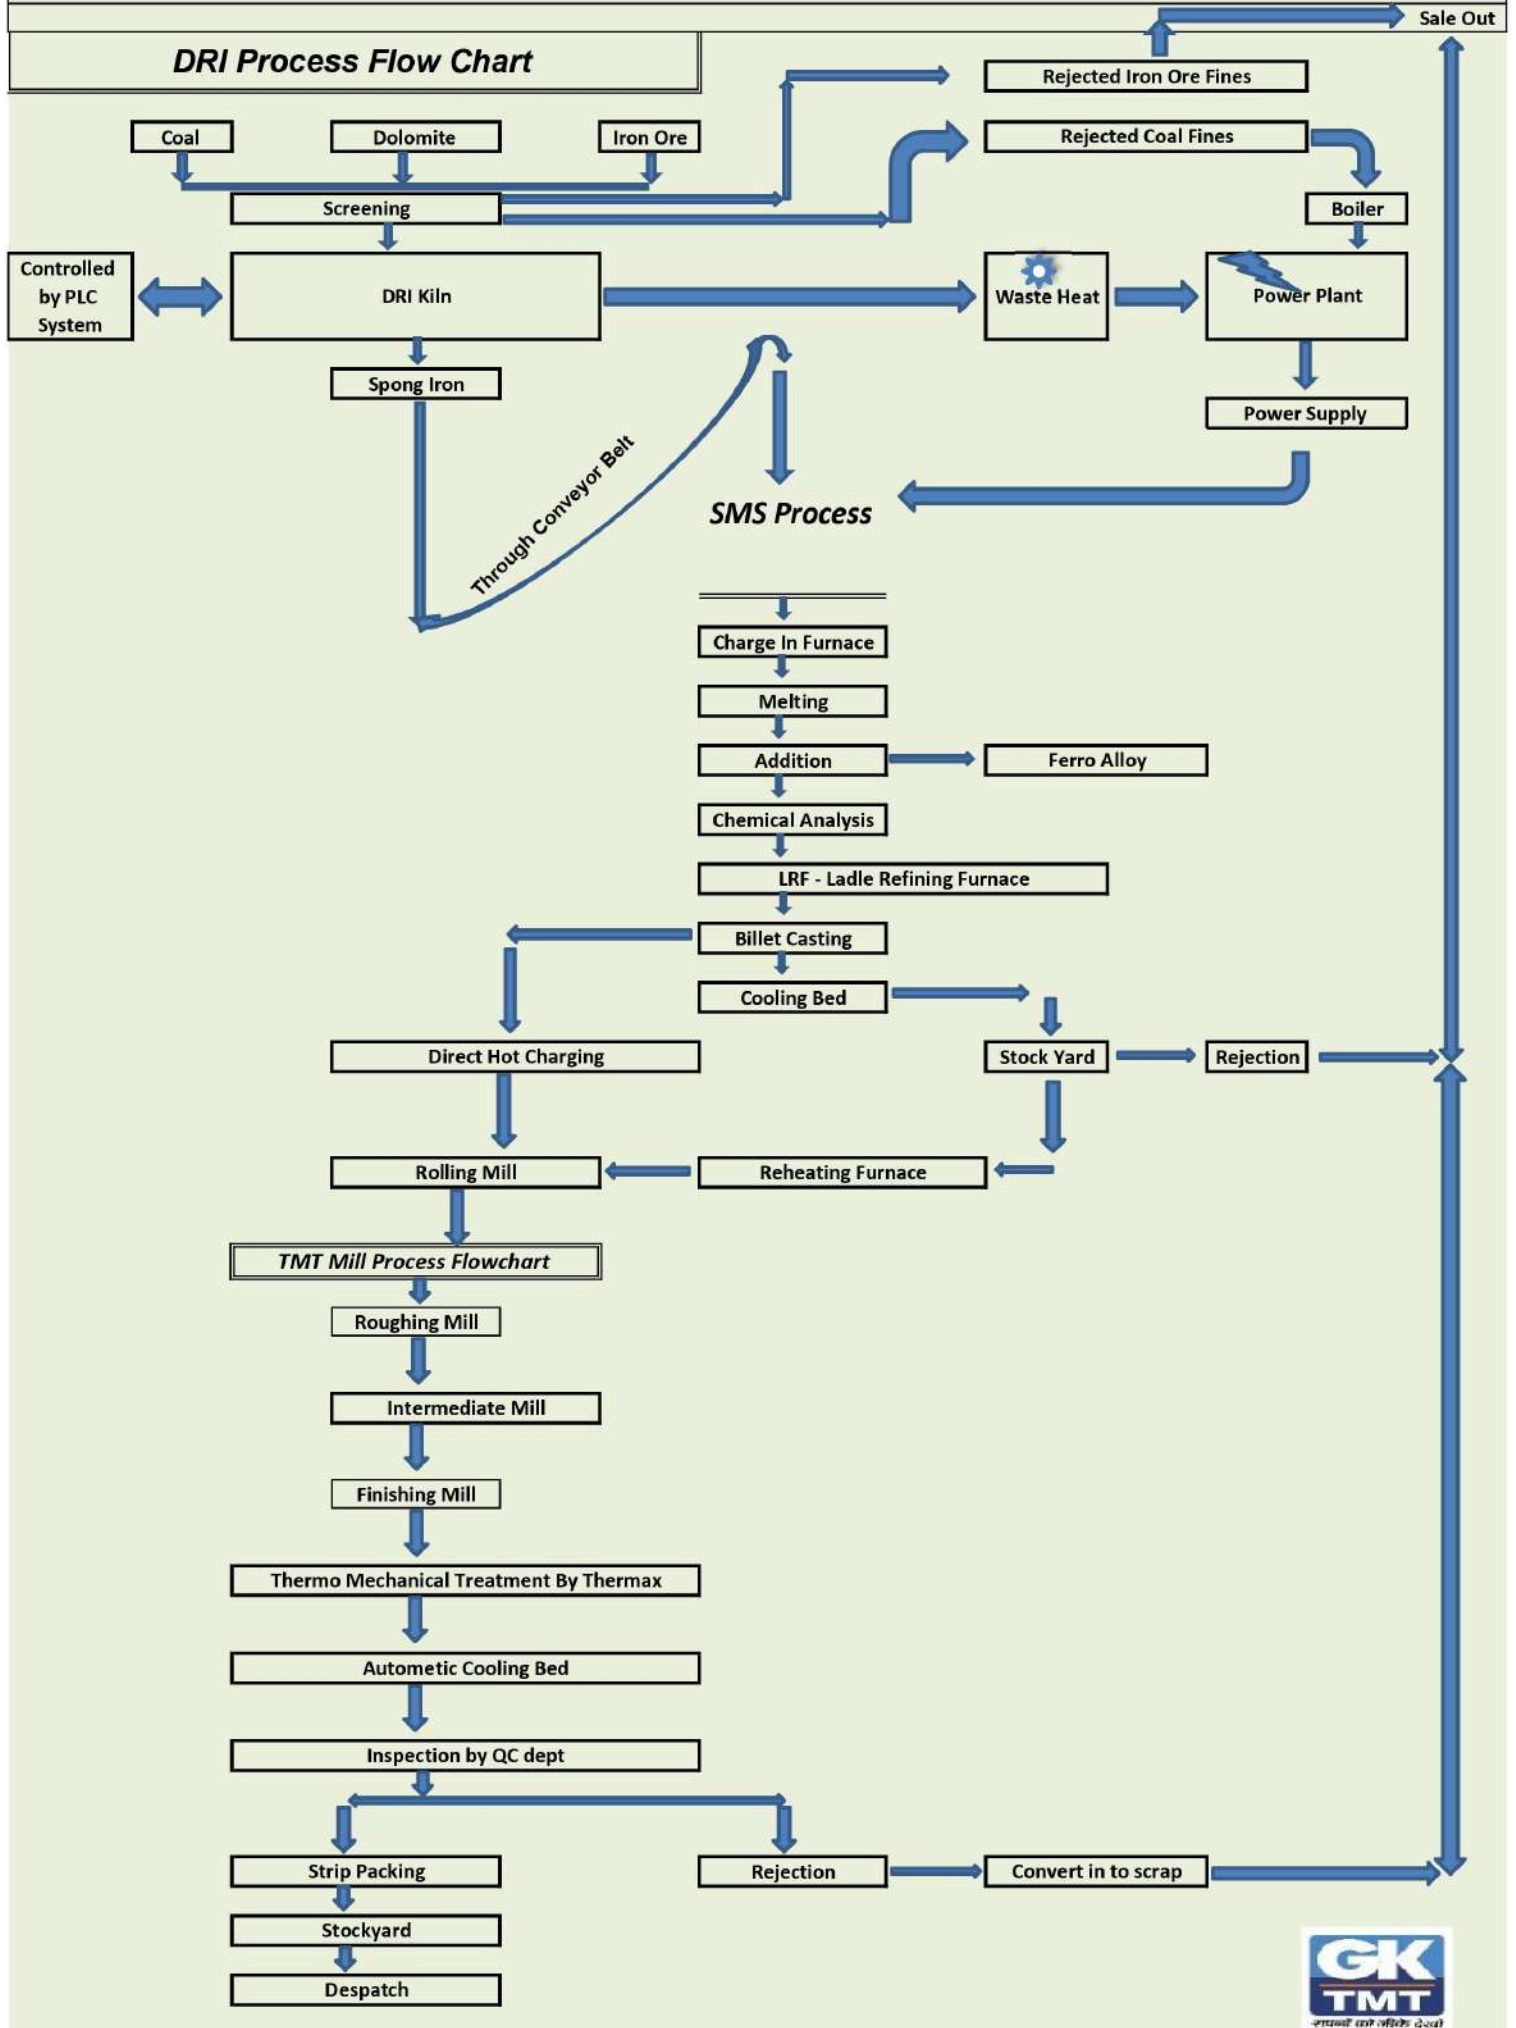 Sale Out
DRI Process Flow Chart
Rejected Iron Ore Fines
Coal
Dolomite
Iron Ore
Rejected Coal Fines
Screening
Boiler
Controlled
by PLC
System
DRI Kiln
Waste Heat
Power Plant
Spong Iron
Power Supply
Through Conveyor Belt
SMS Process
Charge In Furnace
Melting
Addition
Ferro Alloy
Chemical Analysis
LRF - Ladle Refining Furnace
Billet Casting
Cooling Bed
Direct Hot Charging
Stock Yard
Rejection
Rolling Mill
Reheating Furnace
TMT Mill Process Flowchart
Roughing Mill
Intermediate Mill
Finishing Mill
Thermo Mechanical Treatment By Thermax
Autometic Cooling Bed
Inspection by QC dept
Strip Packing
Rejection
Convert in to scrap
Stockyard
Despatch
GK
TMT